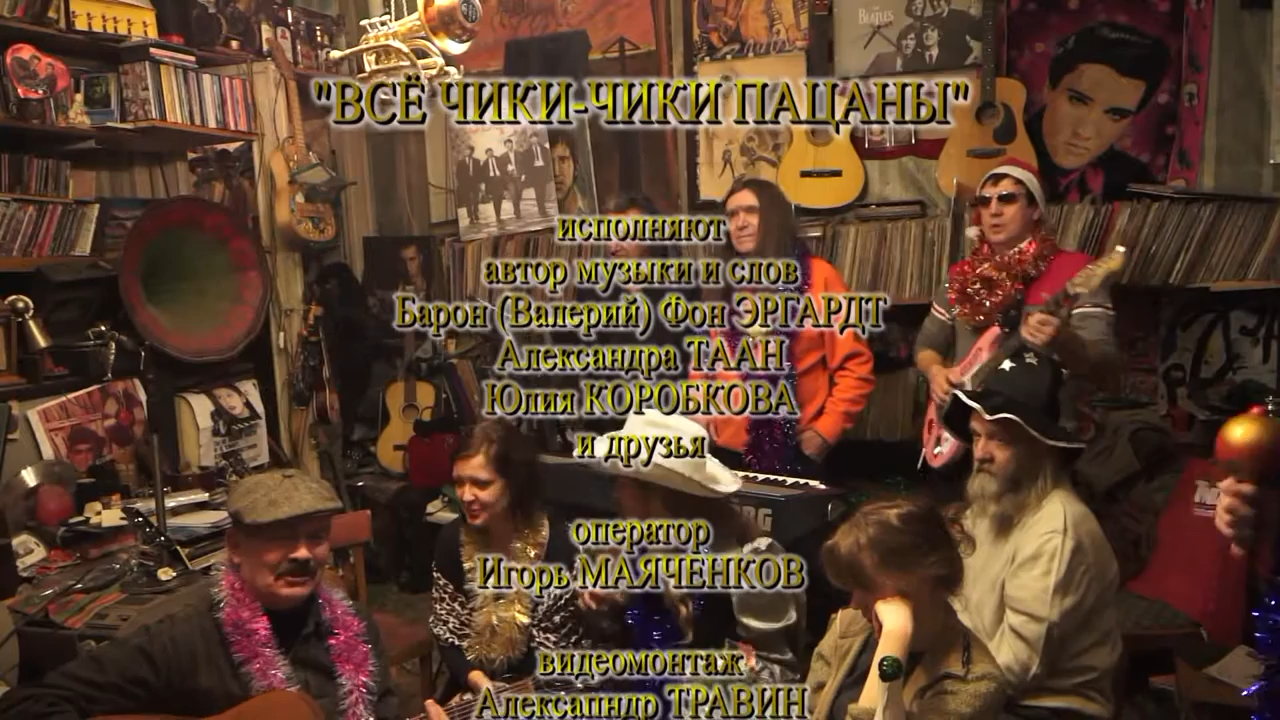 BEATLES
"ВСЁ ЧИКИ-ЧИКИ ПАЦАНЫ"
исполняют
автор музыки и слов
Барон (Валерий) Фон ЭРГАРДТ
Александра ТААН
Юлия КОРОБКОВА
и друзья
оператор
Игорь МАЯЧЕНКОВ
видеомонтаж
Алексапндр ТРАВИН